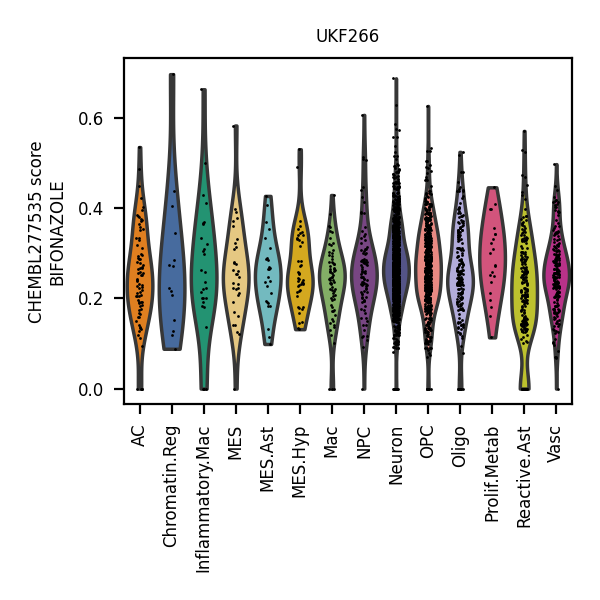 UKF266
CHEMBL277535 score
BIFONAZOLE
0.6
0.4
0.2
0.0
AC
Chromatin.Reg
Inflammatory.Mac
MES
MES.Ast
MES.Hyp
Mac
NPC
Neuron
OPC
Oligo
Prolif.Metab
Reactive.Ast
Vasc